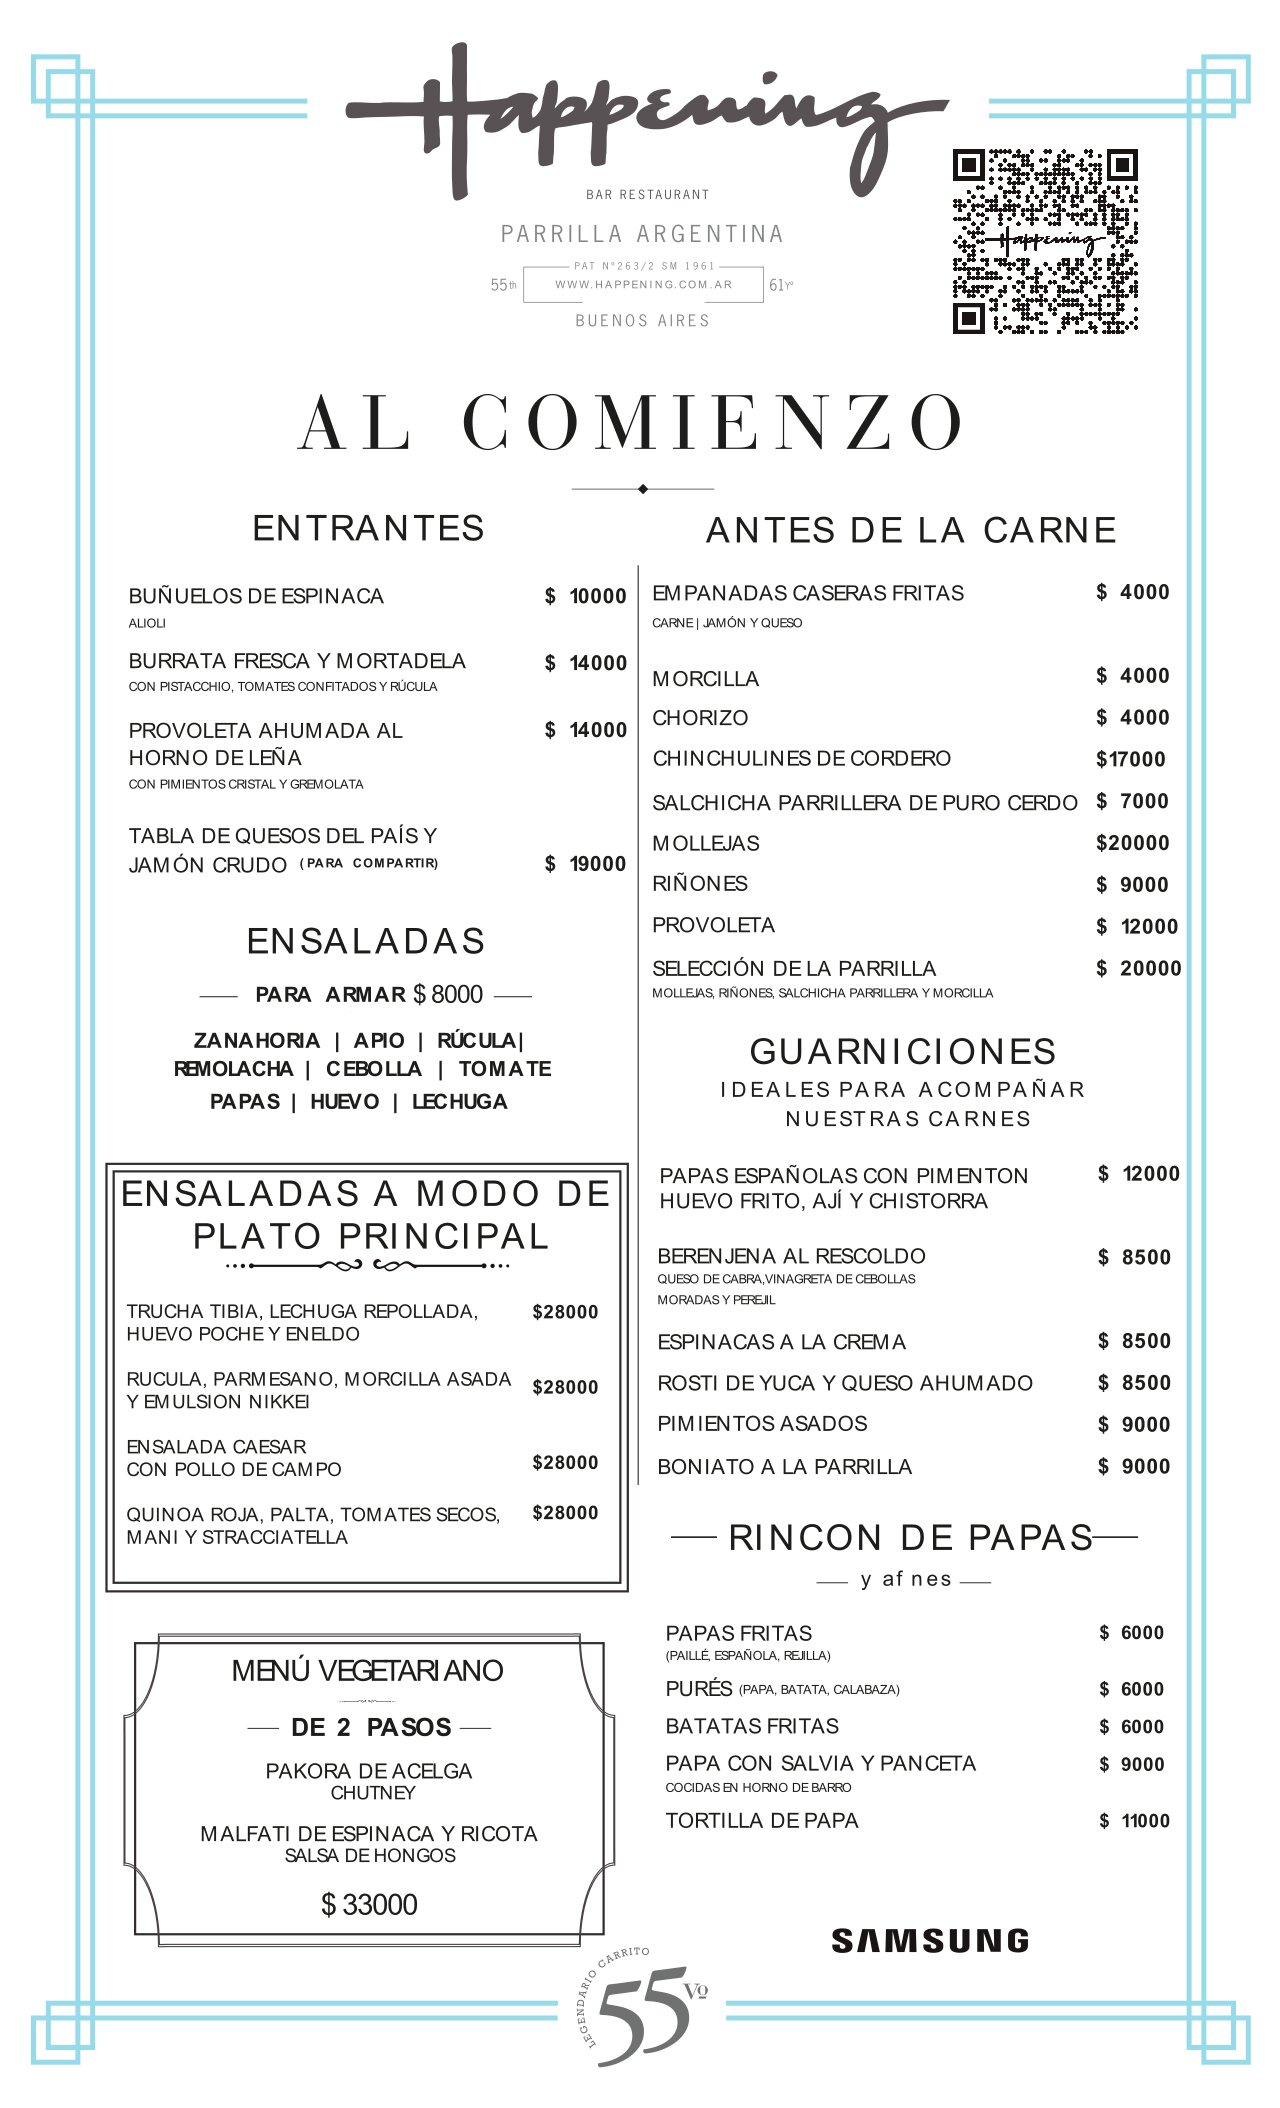 Happening
BAR RESTAURANT
PARRILLA ARGENTINA
PAT Nº263/2 SM 1961
55th WWW.HAPPENING.COM.AR 61Yº
BUENOS AIRES
Happening
AL COMIENZO
ENTRANTES
BUÑUELOS DE ESPINACA $ 10000
ALIOLI
BURRATA FRESCA Y MORTADELA $ 14000
CON PISTACCHIO, TOMATES CONFITADOS Y RÚCULA
PROVOLETA AHUMADA AL $ 14000
HORNO DE LEÑA
CON PIMIENTOS CRISTAL Y GREMOLATA
TABLA DE QUESOS DEL PAÍS Y
JAMÓN CRUDO (PARA COMPARTIR) $ 19000
ENSALADAS
PARA ARMAR $ 8000
ZANAHORIA | APIO | RÚCULA|
REMOLACHA | CEBOLLA | TOMATE
PAPAS | HUEVO | LECHUGA
ENSALADAS A MODO DE
PLATO PRINCIPAL
TRUCHA TIBIA, LECHUGA REPOLLADA, $28000
HUEVO POCHE Y ENELDO
RUCULA, PARMESANO, MORCILLA ASADA $28000
Y EMULSION NIKKEI
ENSALADA CAESAR
CON POLLO DE CAMPO $28000
QUINOA ROJA, PALTA, TOMATES SECOS, $28000
MANI Y STRACCIATELLA
MENÚ VEGETARIANO
DE 2 PASOS
PAKORA DE ACELGA
CHUTNEY
MALFATI DE ESPINACA Y RICOTA
SALSA DE HONGOS
$ 33000
ANTES DE LA CARNE
EMPANADAS CASERAS FRITAS $ 4000
CARNE | JAMÓN Y QUESO
MORCILLA $ 4000
CHORIZO $ 4000
CHINCHULINES DE CORDERO $17000
SALCHICHA PARRILLERA DE PURO CERDO $ 7000
MOLLEJAS $20000
RIÑONES $ 9000
PROVOLETA $ 12000
SELECCIÓN DE LA PARRILLA $ 20000
MOLLEJAS, RIÑONES, SALCHICHA PARRILLERA Y MORCILLA
GUARNICIONES
IDEALES PARA ACOMPAÑAR
NUESTRAS CARNES
PAPAS ESPAÑOLAS CON PIMENTON $ 12000
HUEVO FRITO, AJÍ Y CHISTORRA
BERENJENA AL RESCOLDO $ 8500
QUESO DE CABRA,VINAGRETA DE CEBOLLAS
MORADAS Y PEREJIL
ESPINACAS A LA CREMA $ 8500
ROSTI DE YUCA Y QUESO AHUMADO $ 8500
PIMIENTOS ASADOS $ 9000
BONIATO A LA PARRILLA $ 9000
RINCON DE PAPAS
y af nes
PAPAS FRITAS $ 6000
(PAILLÉ, ESPAÑOLA, REJILLA)
PURÉS (PAPA, BATATA, CALABAZA) $ 6000
BATATAS FRITAS $ 6000
PAPA CON SALVIA Y PANCETA $ 9000
COCIDAS EN HORNO DE BARRO
TORTILLA DE PAPA $ 11000
SAMSUNG
LEGENDARIO CARRITO
55Vº